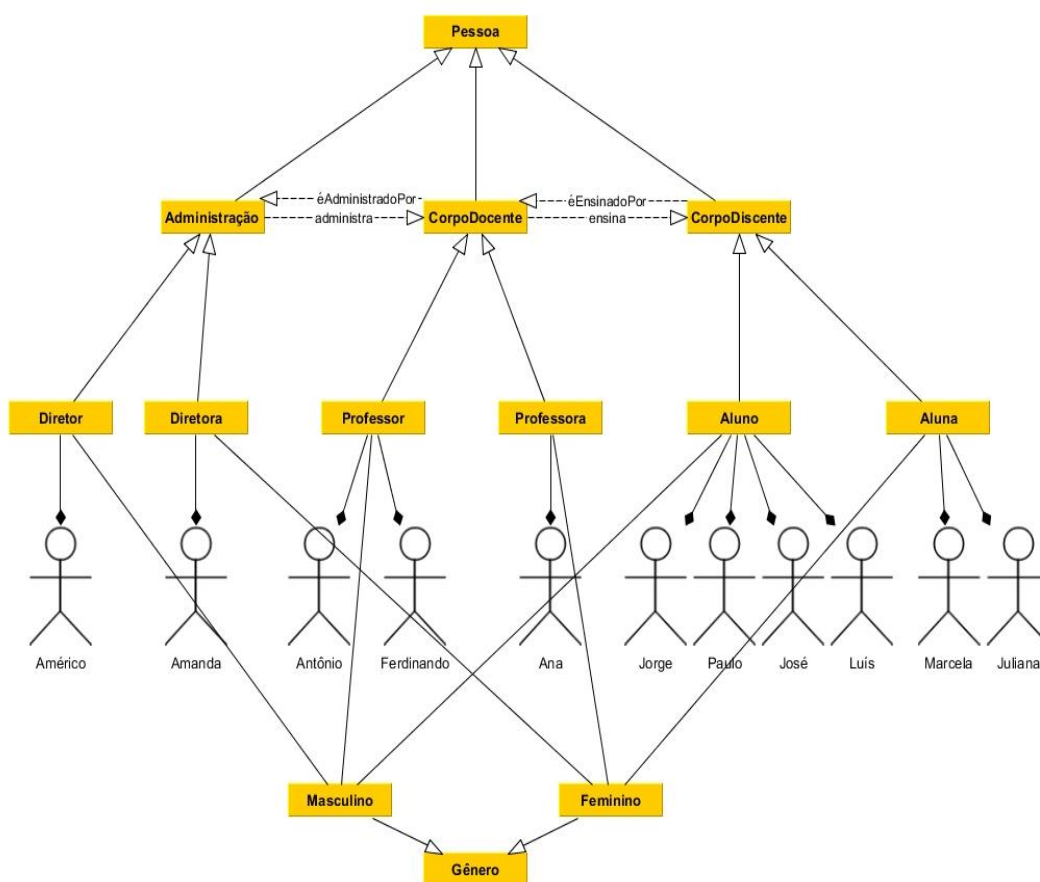 Pessoa
éAdministradoPor
éEnsinadoPor
Administração
administra
CorpoDocente
ensina
CorpoDiscente
Diretor
Diretora
Professor
Professora
Aluno
Aluna
Américo
Amanda
Antônio
Ferdinando
Ana
Jorge
Paulo
José
Luís
Marcela
Juliana
Masculino
Feminino
Gênero